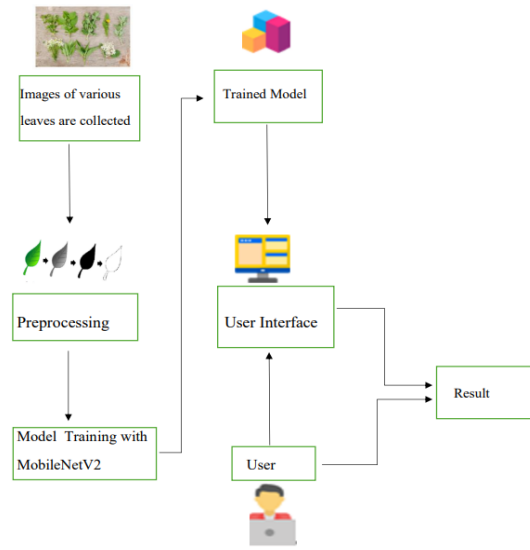 Images of various
leaves are collected
Preprocessing
Model Training with
MobileNetV2
Trained Model
User Interface
User
Result